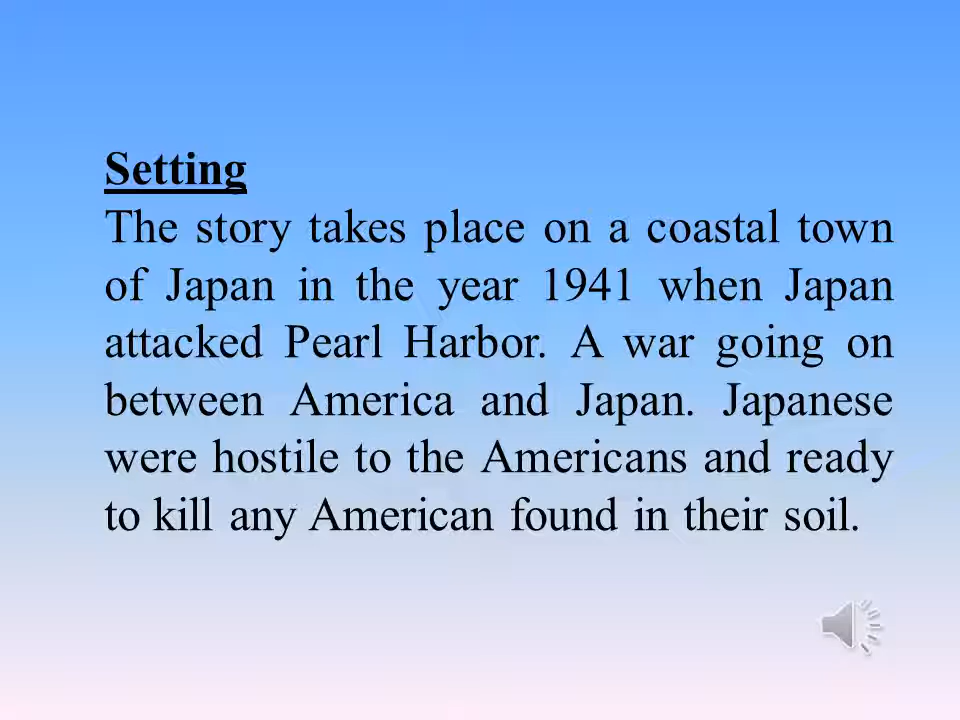 Setting
The story takes place on a coastal town
of Japan in the year 1941 when Japan
attacked Pearl Harbor. A war going on
between America and Japan. Japanese
were hostile to the Americans and ready
to kill any American found in their soil.